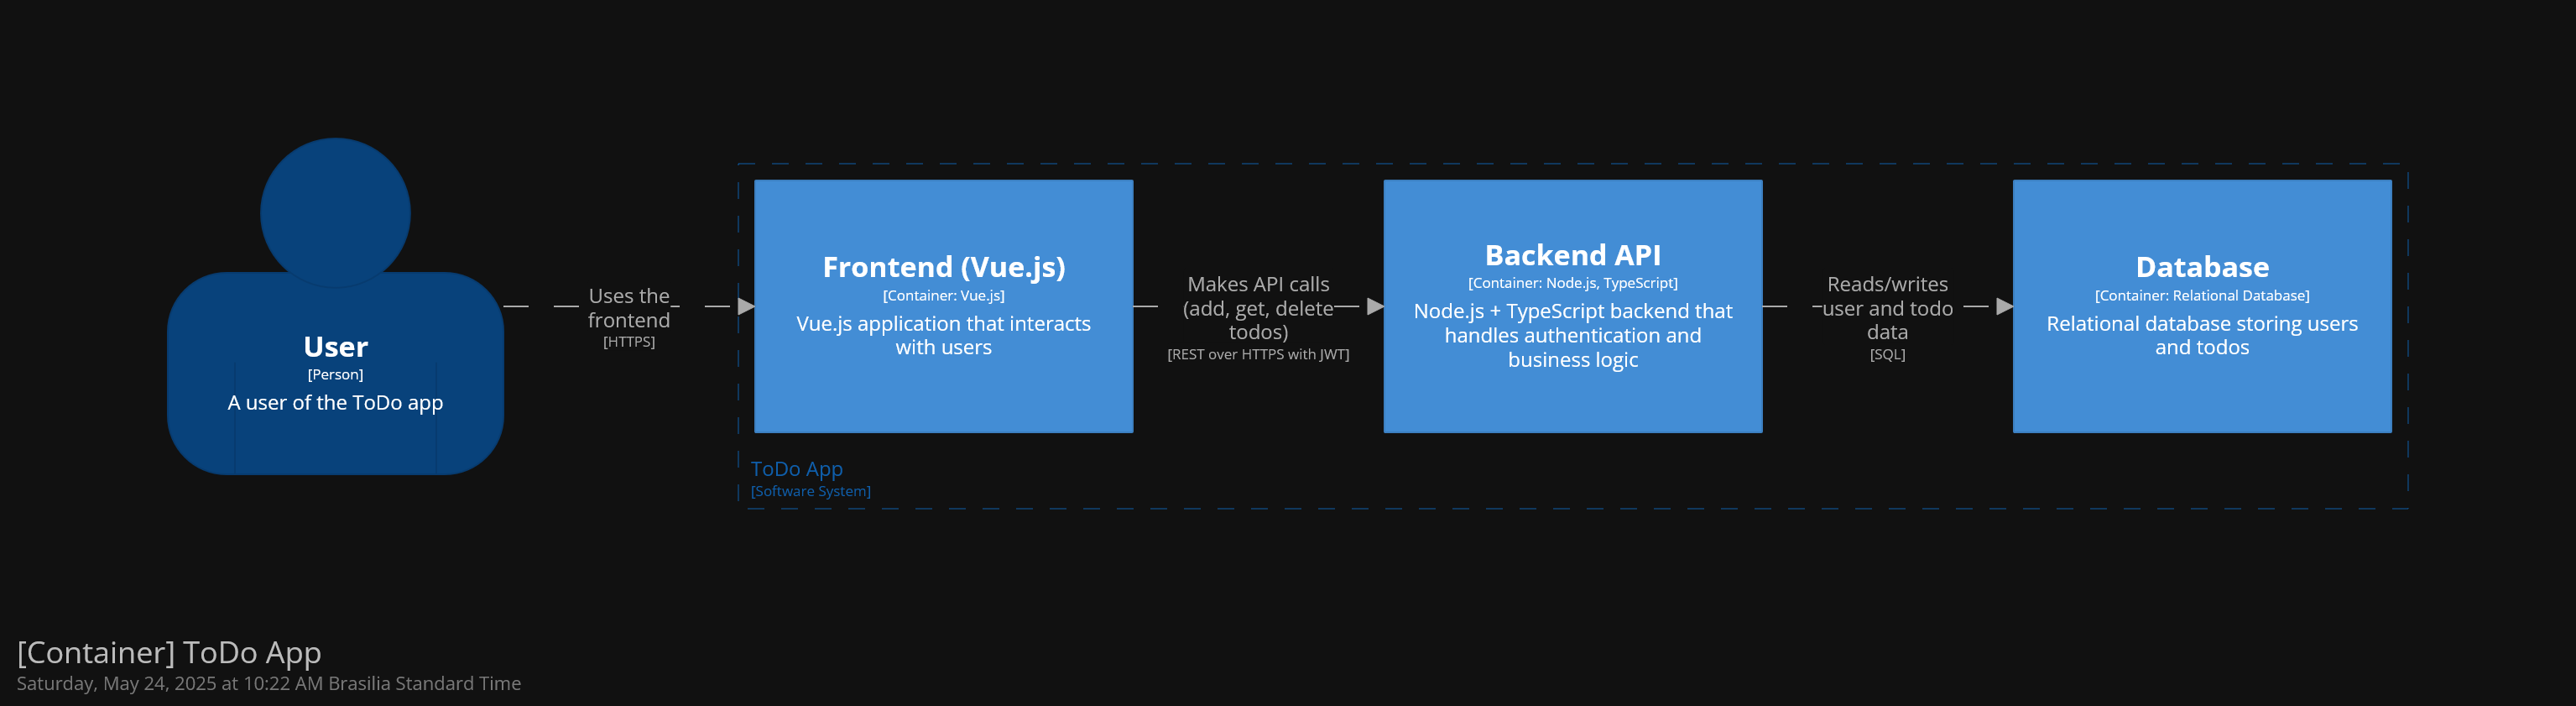 User
[Person]
A user of the ToDo app
Uses the
frontend
[HTTPS]
Frontend (Vue.js)
[Container: Vue.js]
Vue.js application that interacts
with users
Makes API calls
(add, get, delete
todos)
[REST over HTTPS with JWT]
Backend API
[Container: Node.js, TypeScript]
Node.js + TypeScript backend that
handles authentication and
business logic
Reads/writes
user and todo
data
[SQL]
Database
[Container: Relational Database]
Relational database storing users
and todos
ToDo App
[Software System]
[Container] ToDo App
Saturday, May 24, 2025 at 10:22 AM Brasilia Standard Time